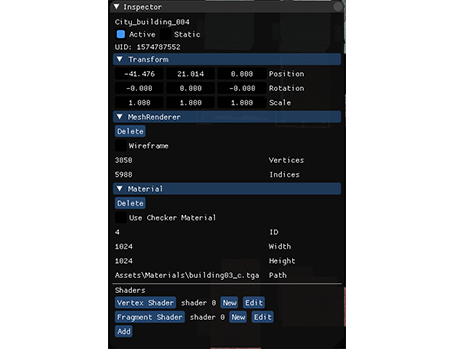 Inspector
City_building_004
Active Static
UID: 1574787552
Transform
-41.476 21.014 0.000 Position
-0.000 0.000 -0.000 Rotation
1.000 1.000 1.000 Scale
MeshRenderer
Delete
Wireframe
3850 Vertices
5988 Indices
Material
Delete
Use Checker Material
4 ID
1024 Width
1024 Height
Assets\Materials\building03_c.tga Path
Shaders
Vertex Shader shader 0 New Edit
Fragment Shader shader 0 New Edit
Add